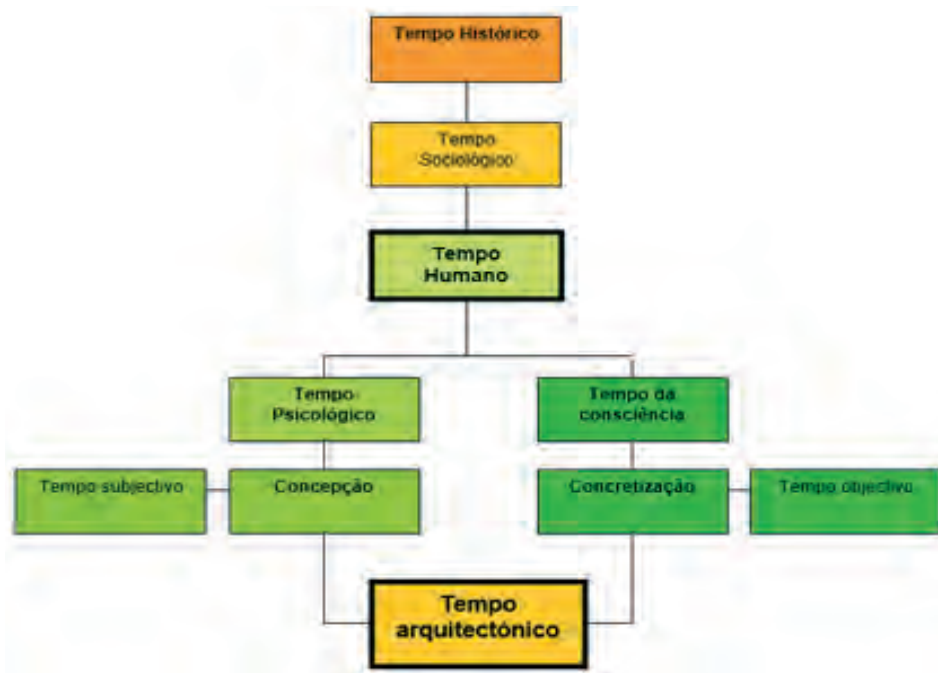 Tempo Histórico
Tempo
Sociológico
Tempo
Humano
Tempo
Psicológico
Tempo da
consciência
Tempo subjectivo
Concepção
Concretização
Tempo objectivo
Tempo
arquitectónico